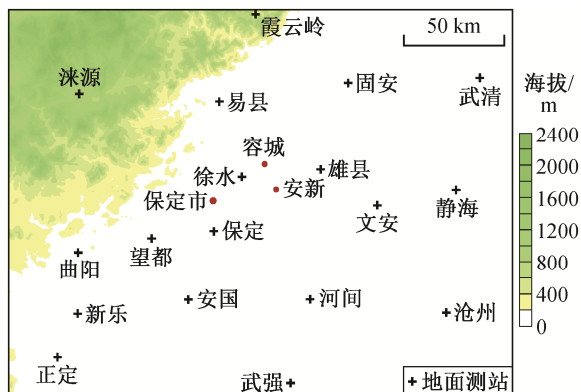 霞云岭
50 km
涞源
固安
武清
海拔/
m
易县
2400
容城
2000
徐水
雄县
安新
1600
保定市
文安
静海
1200
保定
望都
800
曲阳
400
安国
河间
沧州
新乐
0
正定
武强
地面测站